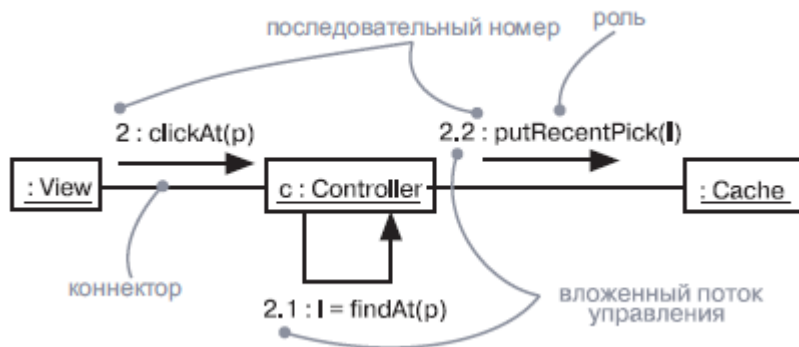 последовательный номер
роль
2 : clickAt(p)
2.2 : putRecentPick(l)
: View
c : Controller
: Cache
коннектор
2.1 : l = findAt(p)
вложенный поток
управления